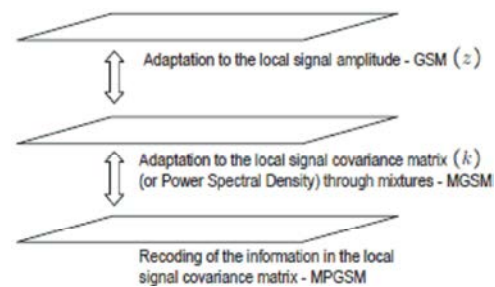 Adaptation to the local signal amplitude - GSM (z)
Adaptation to the local signal covariance matrix (k)
(or Power Spectral Density) through mixtures - MGSM
Recoding of the information in the local
signal covariance matrix - MPGSM